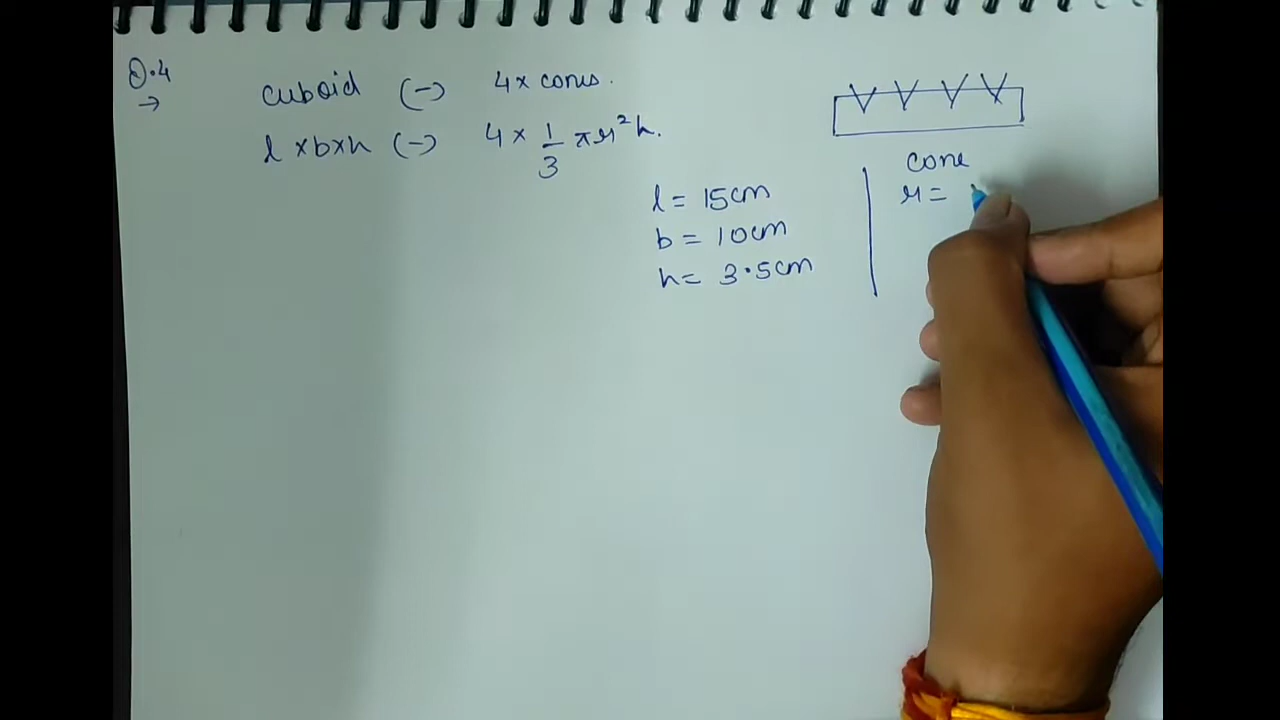 Q.4
→
cuboid (-) 4 x cones.
l x b x h (-) 4 x 1/3 πr²h.
l = 15cm
b = 10cm
h = 3.5cm
cone
r =